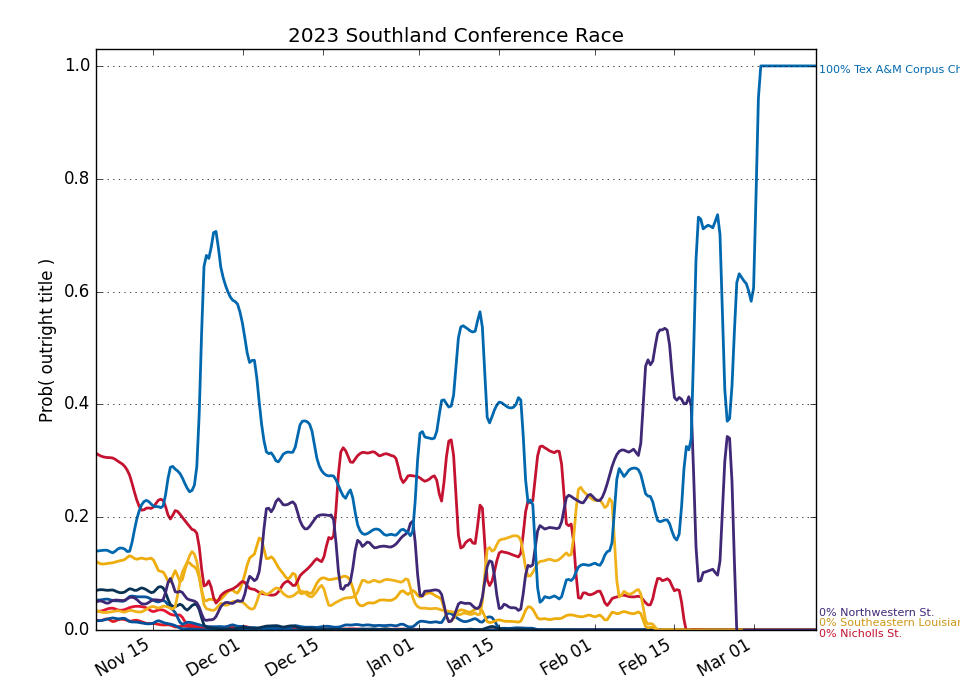 2023 Southland Conference Race
Prob( outright title )
1.0
0.8
0.6
0.4
0.2
0.0
Nov 15
Dec 01
Dec 15
Jan 01
Jan 15
Feb 01
Feb 15
Mar 01
100% Tex A&M Corpus Ch
0% Northwestern St.
0% Southeastern Louisian
0% Nicholls St.